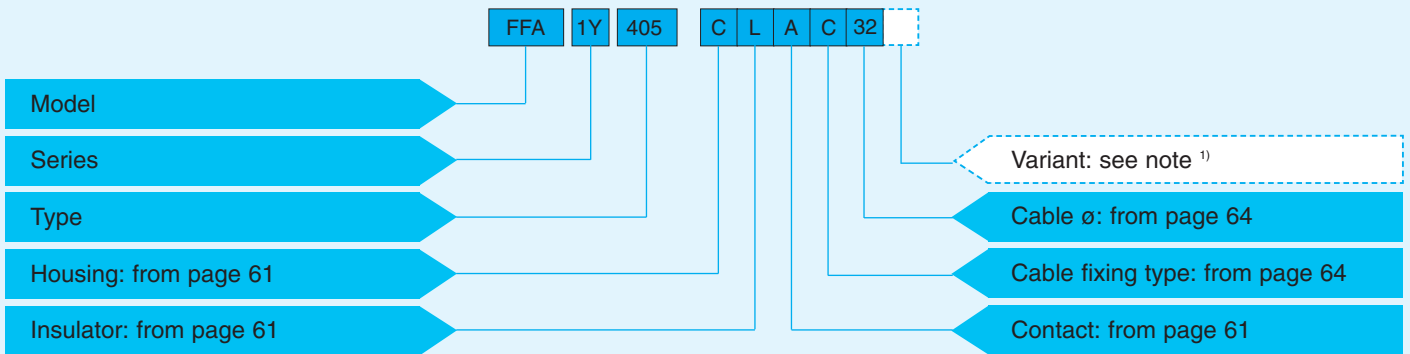 FFA 1Y 405 C L A C 32
Model
Series
Type
Housing: from page 61
Insulator: from page 61
Variant: see note 1)
Cable ø: from page 64
Cable fixing type: from page 64
Contact: from page 61